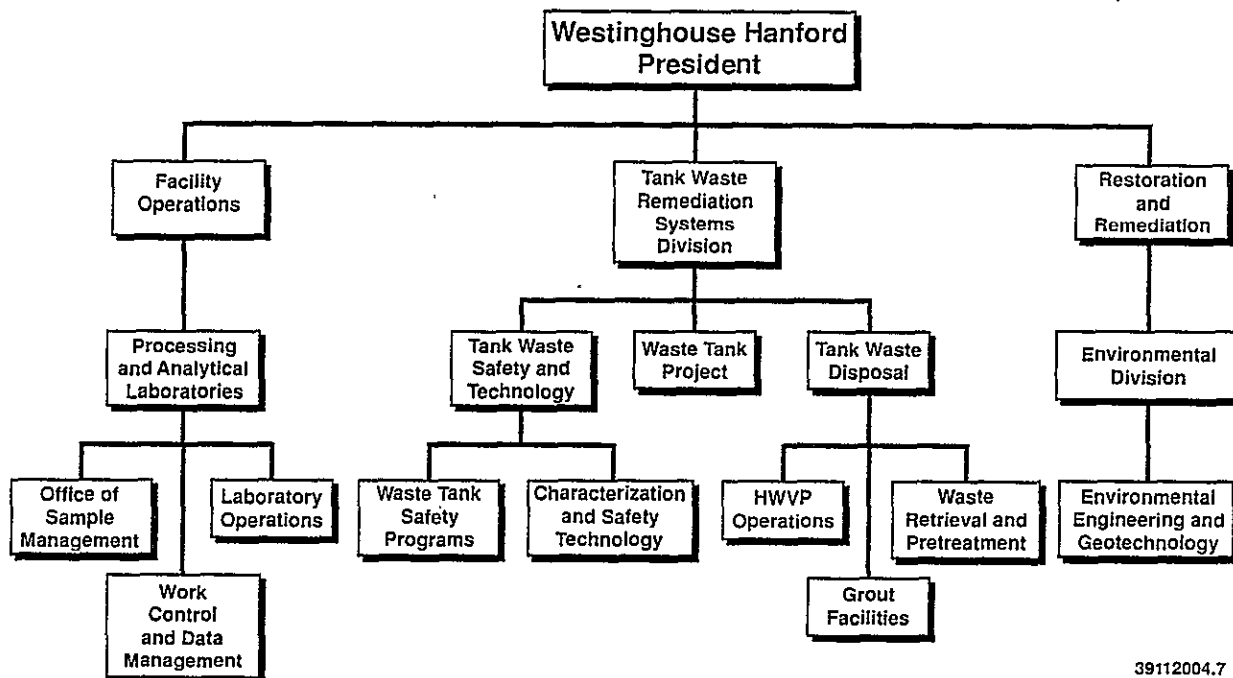 Westinghouse Hanford
President
Facility
Operations
Tank Waste
Remediation
Systems
Division
Restoration
and
Remediation
Processing
and Analytical
Laboratories
Tank Waste
Safety and
Technology
Waste Tank
Project
Tank Waste
Disposal
Environmental
Division
Office of
Sample
Management
Laboratory
Operations
Waste Tank
Safety
Programs
Characterization
and Safety
Technology
HWVP
Operations
Waste
Retrieval and
Pretreatment
Environmental
Engineering and
Geotechnology
Work
Control
and Data
Management
Grout
Facilities
39112004.7